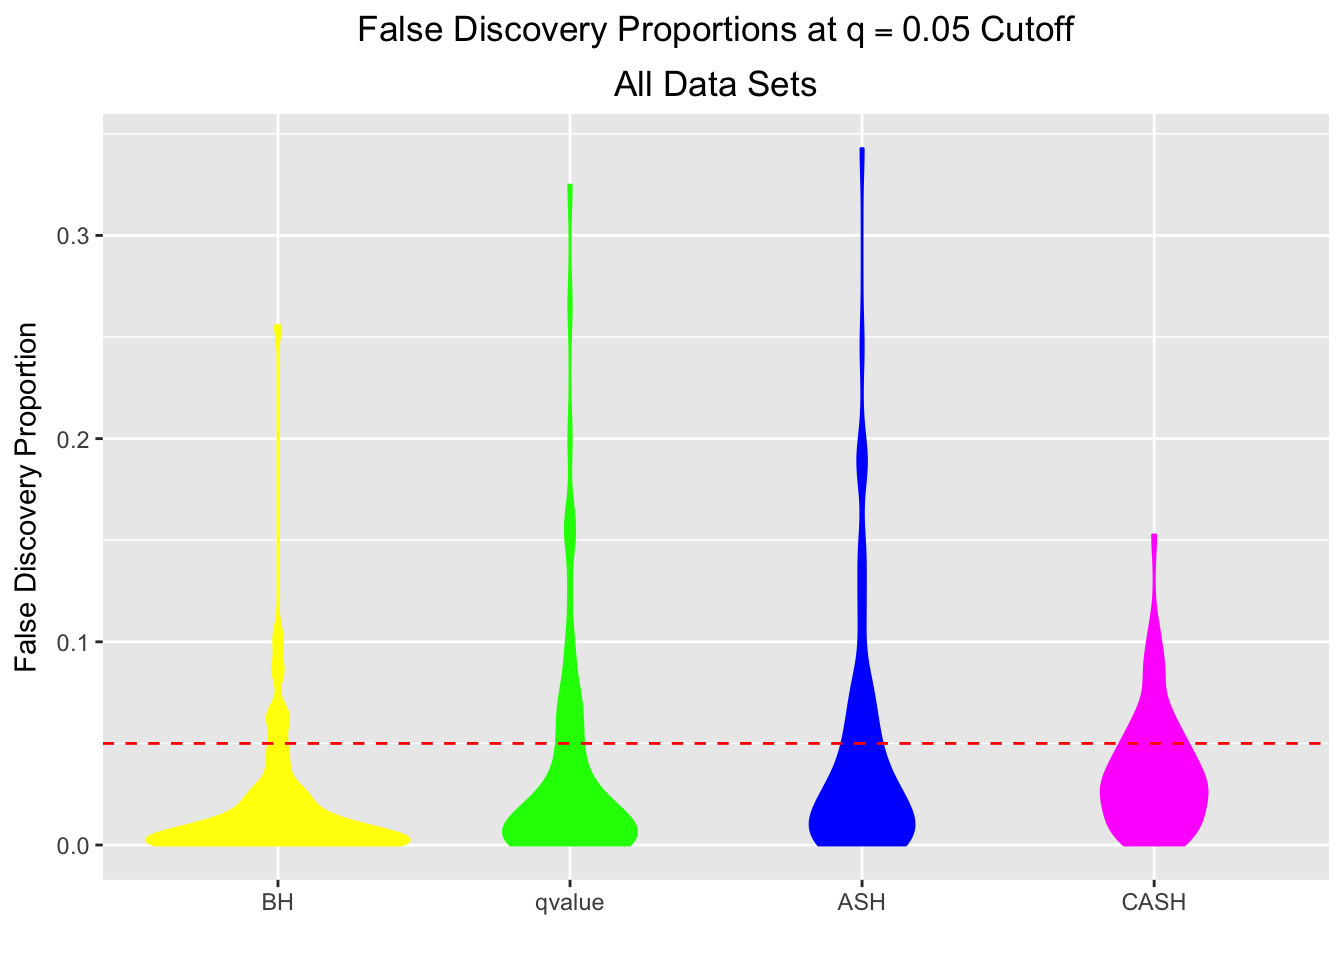 False Discovery Proportions at q = 0.05 Cutoff
All Data Sets
False Discovery Proportion
0.3
0.2
0.1
0.0
BH
qvalue
ASH
CASH